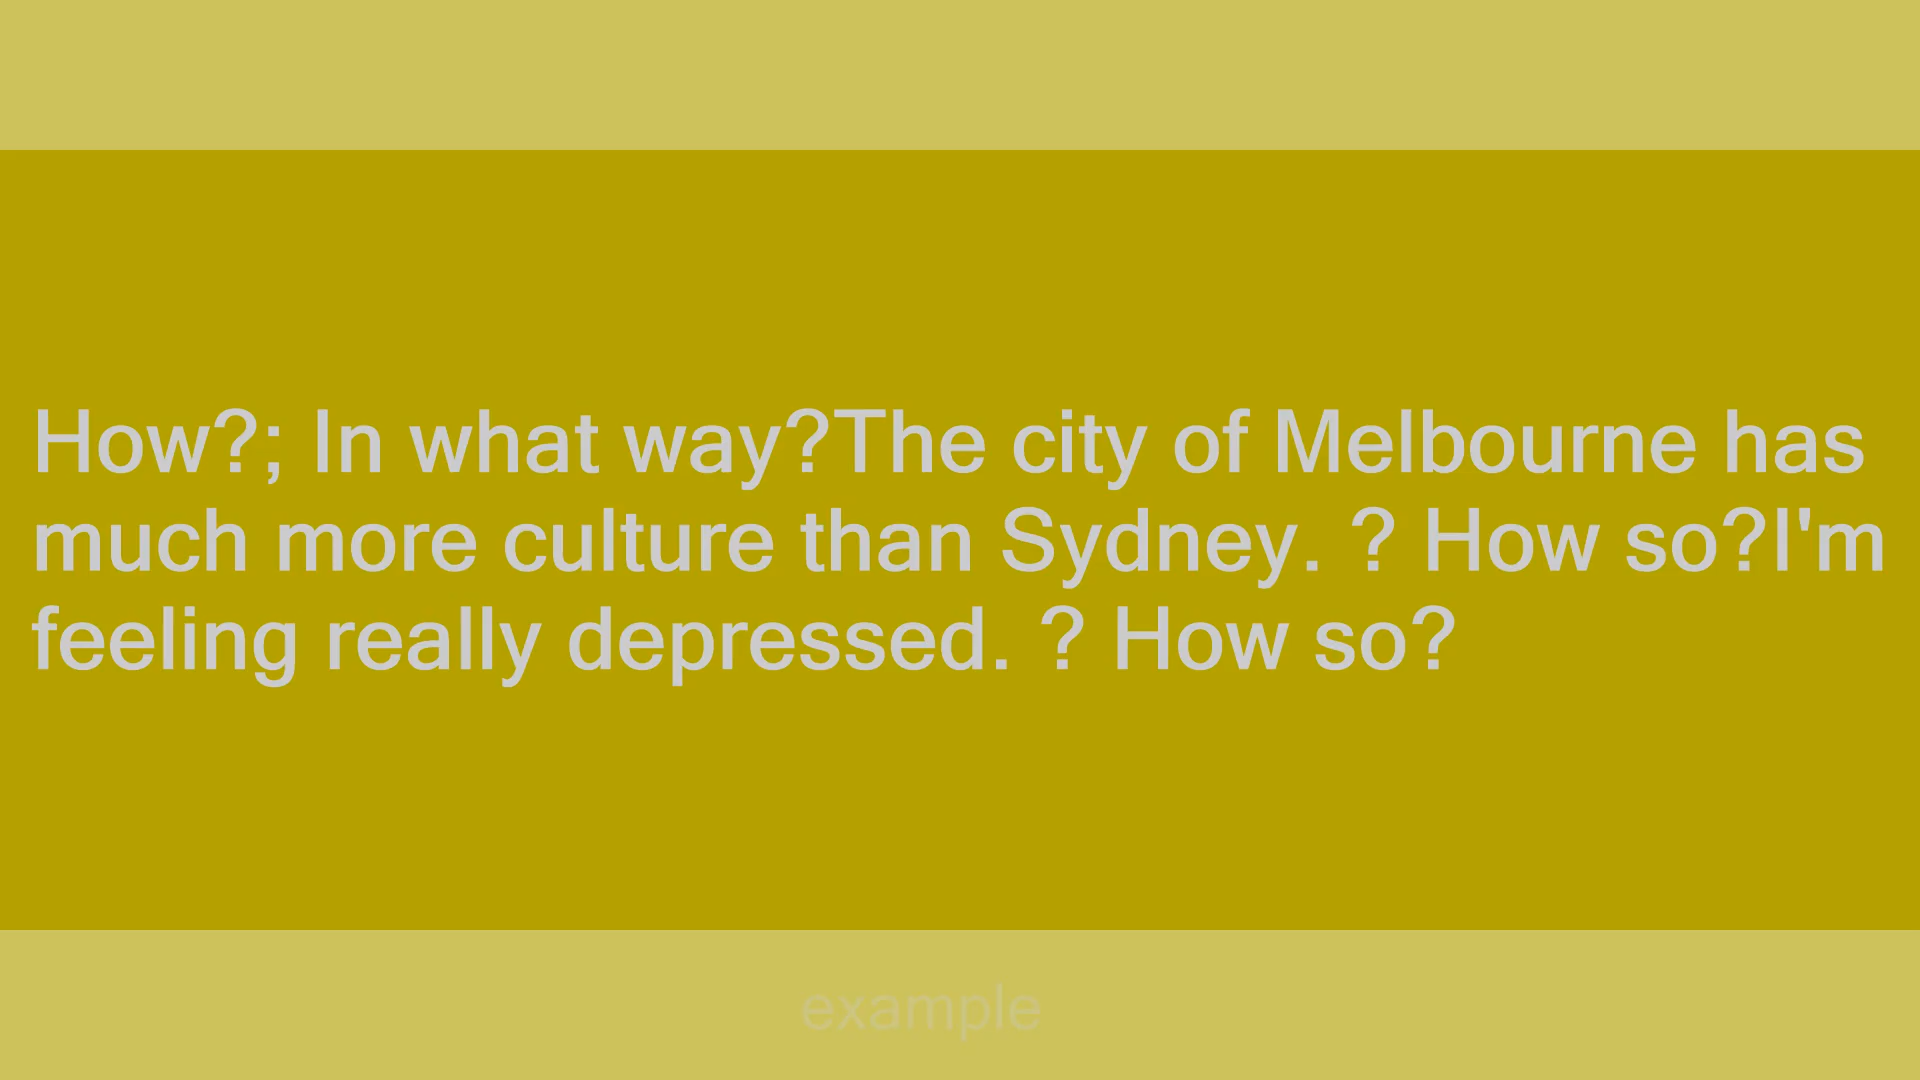 How?; In what way?The city of Melbourne has
much more culture than Sydney. ? How so?I'm
feeling really depressed. ? How so?
example